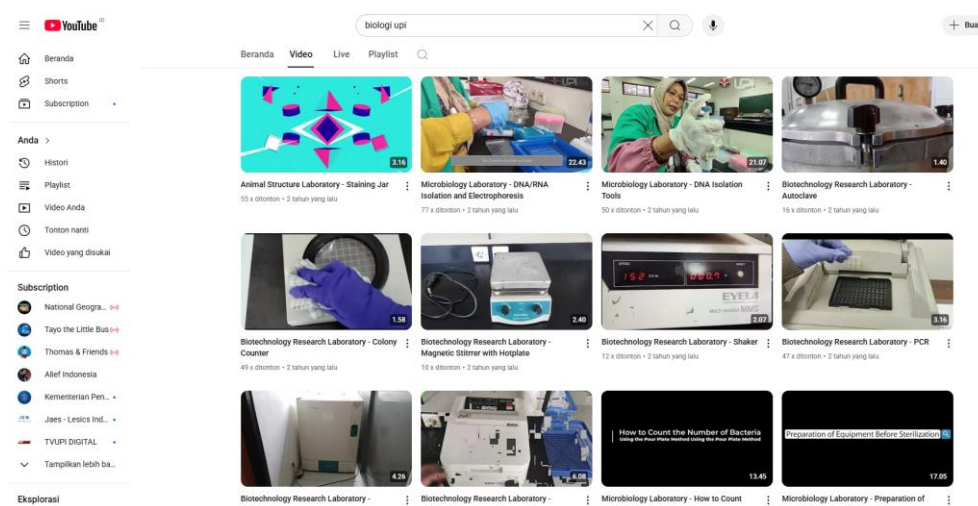 YouTube ID
biologi upi
Bua
Beranda
Shorts
Subscription
Anda
Histori
Playlist
Video Anda
Tonton nanti
Video yang disukai
Subscription
National Geogra...
Tayo the Little Bus
Thomas & Friends
Alief Indonesia
Kementerian Pen...
Jaes - Lesics Ind...
TVUPI DIGITAL
Tampilkan lebih ba...
Eksplorasi
Beranda Video Live Playlist
3.16
Animal Structure Laboratory - Staining Jar
55 x ditonton • 2 tahun yang lalu
22.43
Microbiology Laboratory - DNA/RNA
Isolation and Electrophoresis
77 x ditonton • 2 tahun yang lalu
UPI
21.07
Microbiology Laboratory - DNA Isolation
Tools
50 x ditonton • 2 tahun yang lalu
1.40
Biotechnology Research Laboratory -
Autoclave
16 x ditonton • 2 tahun yang lalu
1.58
Biotechnology Research Laboratory - Colony
Counter
49 x ditonton • 2 tahun yang lalu
2.40
Biotechnology Research Laboratory -
Magnetic Stitrrer with Hotplate
10 x ditonton • 2 tahun yang lalu
EYELA
MULTI SHAKER MMS
2.07
Biotechnology Research Laboratory - Shaker
12 x ditonton • 2 tahun yang lalu
3.16
Biotechnology Research Laboratory - PCR
47 x ditonton • 2 tahun yang lalu
4.26
Biotechnology Research Laboratory -
6.08
Biotechnology Research Laboratory -
How to Count the Number of Bacteria
Using the Pour Plate Method Using the Pour Plate Method
13.45
Microbiology Laboratory - How to Count
Preparation of Equipment Before Sterilization
17.05
Microbiology Laboratory - Preparation of